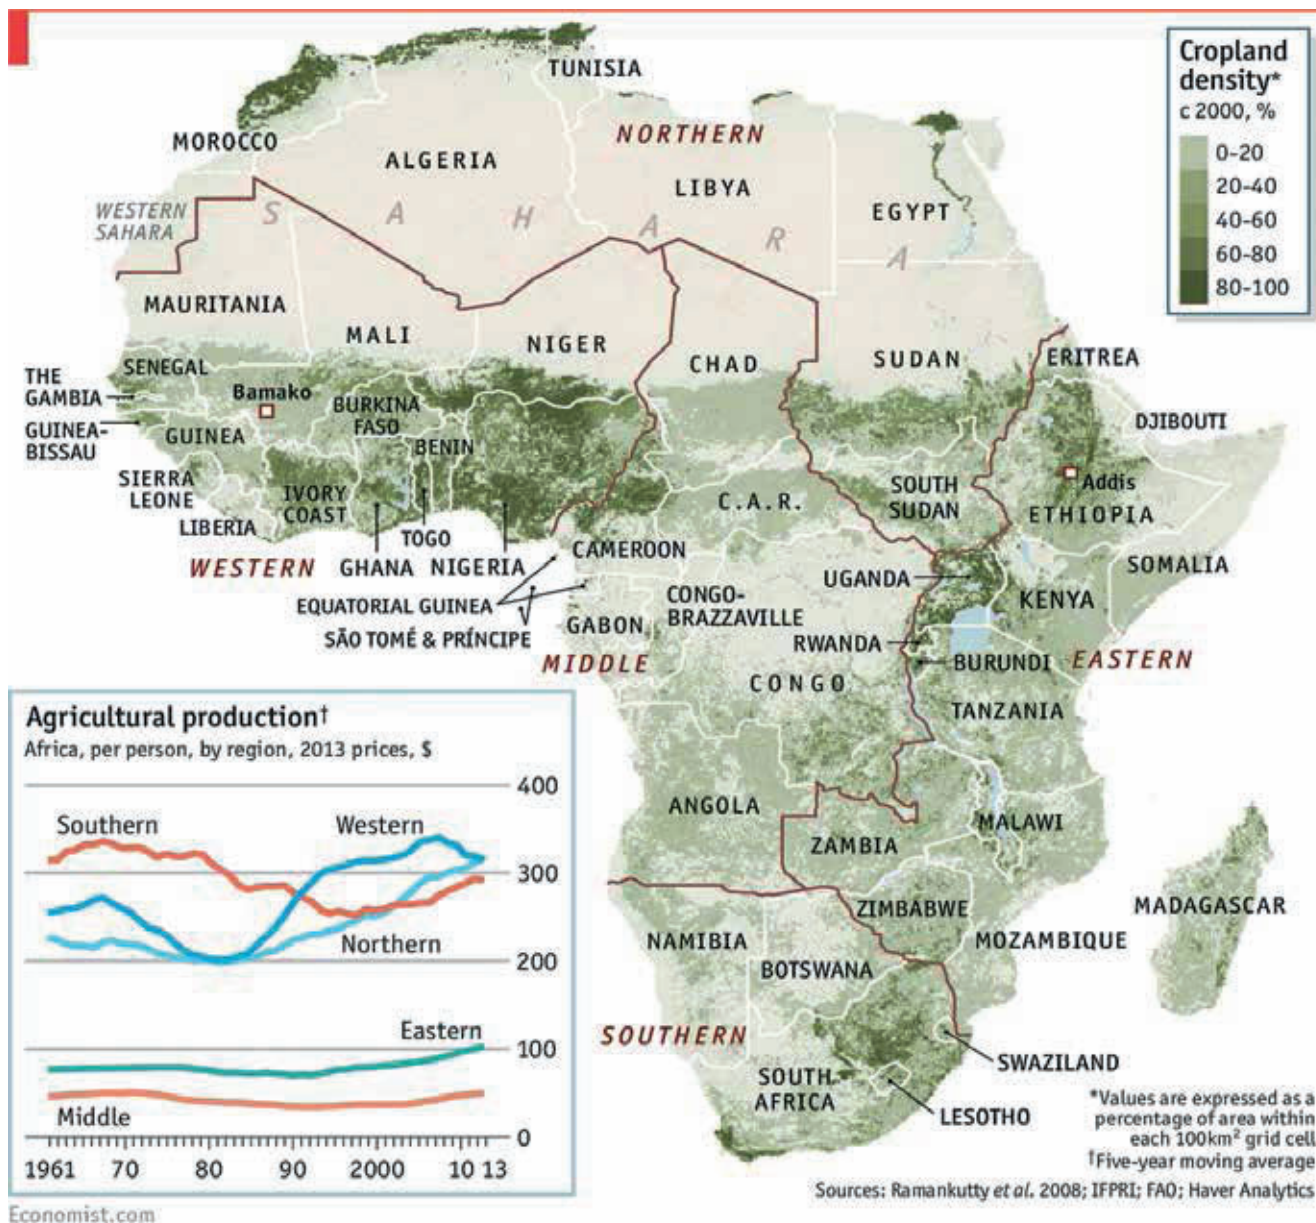 Cropland
density*
c 2000, %
0-20
20-40
40-60
60-80
80-100
TUNISIA
MOROCCO
NORTHERN
ALGERIA
LIBYA
EGYPT
WESTERN
SAHARA
S A H A R A
MAURITANIA
MALI
NIGER
CHAD
SUDAN
ERITREA
SENEGAL
THE
GAMBIA
Bamako
BURKINA
FASO
GUINEA-
BISSAU
GUINEA
BENIN
DJIBOUTI
SIERRA
LEONE
IVORY
COAST
C.A.R.
SOUTH
SUDAN
Addis
ETHIOPIA
LIBERIA
TOGO
WESTERN
GHANA
NIGERIA
CAMEROON
SOMALIA
EQUATORIAL GUINEA
UGANDA
CONGO-
BRAZZAVILLE
KENYA
SÃO TOMÉ & PRÍNCIPE
GABON
MIDDLE
RWANDA
BURUNDI
EASTERN
CONGO
TANZANIA
ANGOLA
ZAMBIA
MALAWI
ZIMBABWE
MADAGASCAR
NAMIBIA
MOZAMBIQUE
BOTSWANA
SOUTHERN
SWAZILAND
SOUTH
AFRICA
LESOTHO
Agricultural production†
Africa, per person, by region, 2013 prices, $
400
Southern
Western
300
Northern
200
Eastern
100
Middle
0
1961 70 80 90 2000 10 13
*Values are expressed as a
percentage of area within
each 100km² grid cell
†Five-year moving average
Sources: Ramankutty et al. 2008; IFPRI; FAO; Haver Analytics
Economist.com